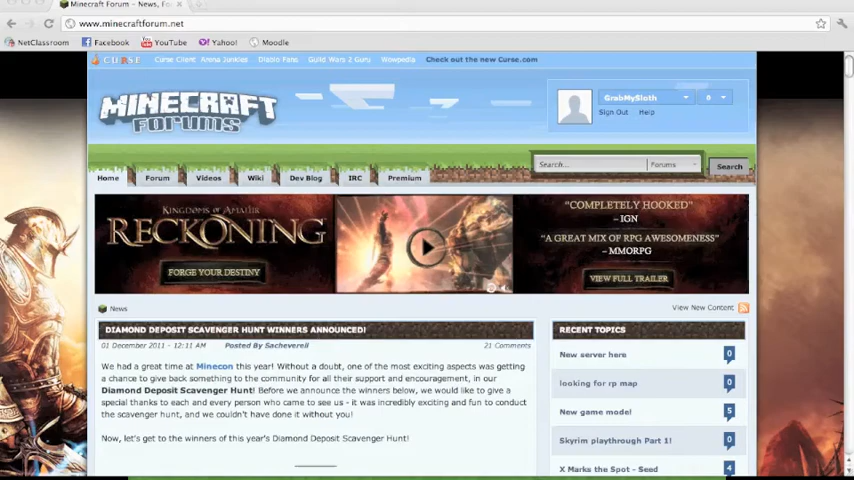 Minecraft Forum – News, Fo
www.minecraftforum.net
NetClassroom Facebook YouTube Yahoo! Moodle
CURSE Curse Client Arena Junkies Diablo Fans Guild Wars 2 Guru Wowpedia Check out the new Curse.com
MINECRAFT
FORUMS
GrabMySloth 0
Sign Out Help
Search... Forums Search
Home Forum Videos Wiki Dev Blog IRC Premium
KINGDOMS OF AMALUR
RECKONING
FORGE YOUR DESTINY
"COMPLETELY HOOKED"
– IGN
"A GREAT MIX OF RPG AWESOMENESS"
– MMORPG
VIEW FULL TRAILER
News
View New Content
DIAMOND DEPOSIT SCAVENGER HUNT WINNERS ANNOUNCED!
01 December 2011 - 12:11 AM Posted By Sacheverell 21 Comments
We had a great time at Minecon this year! Without a doubt, one of the most exciting aspects was getting
a chance to give back something to the community for all their support and encouragement, in our
Diamond Deposit Scavenger Hunt! Before we announce the winners below, we would like to give a
special thanks to each and every person who came to see us - it was incredibly exciting and fun to conduct
the scavenger hunt, and we couldn't have done it without you!
Now, let's get to the winners of this year's Diamond Deposit Scavenger Hunt!
RECENT TOPICS
New server here 0
looking for rp map 0
New game mode! 5
Skyrim playthrough Part 1! 0
X Marks the Spot - Seed 4